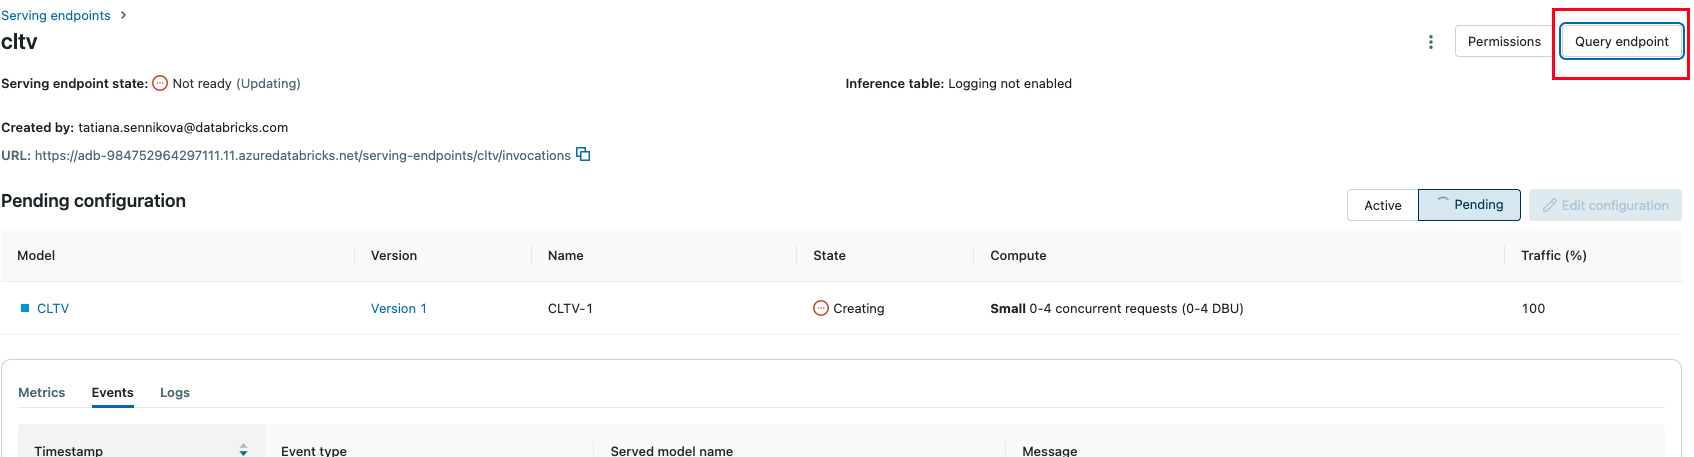 Serving endpoints >
cltv
Permissions
Query endpoint
Serving endpoint state: Not ready (Updating)
Inference table: Logging not enabled
Created by: tatiana.sennikova@databricks.com
URL: https://adb-984752964297111.11.azuredatabricks.net/serving-endpoints/cltv/invocations
Pending configuration
Active
Pending
Edit configuration
Model Version Name State Compute Traffic (%)
CLTV Version 1 CLTV-1 Creating Small 0-4 concurrent requests (0-4 DBU) 100
Metrics Events Logs
Timestamp Event type Served model name Message